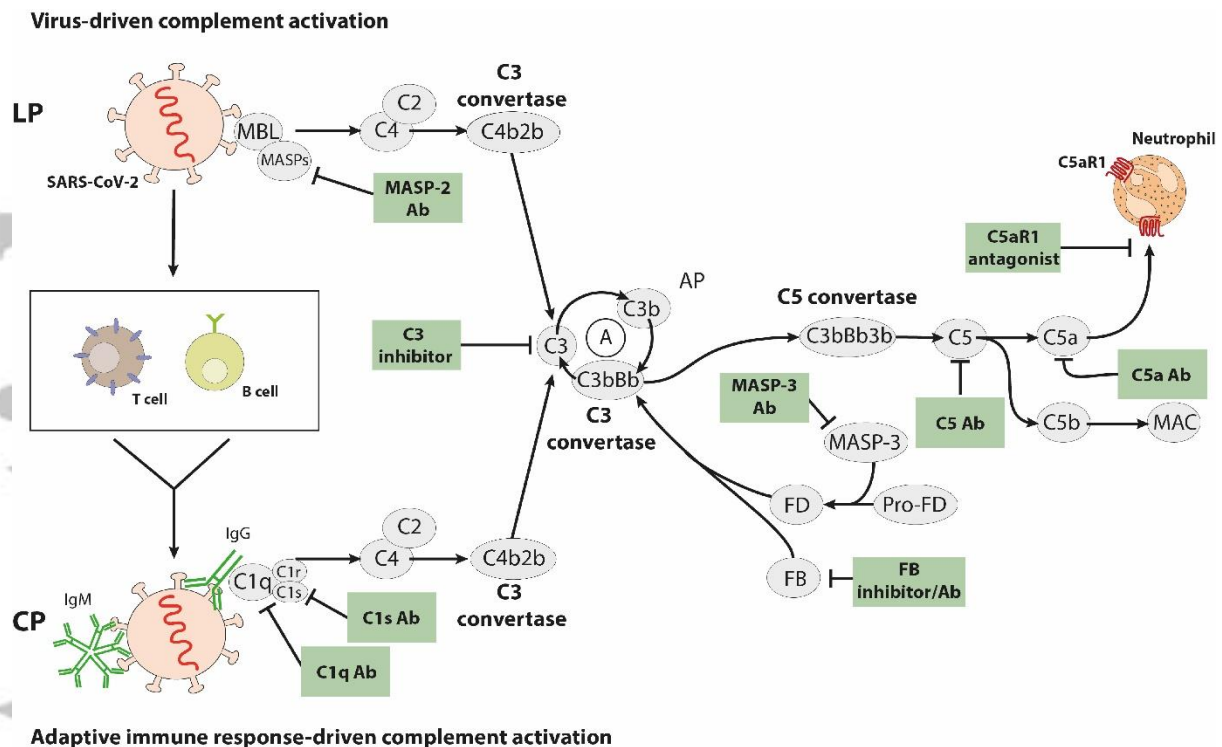 Virus-driven complement activation
LP
SARS-CoV-2
MBL
MASPs
C4
C2
C3
convertase
C4b2b
MASP-2
Ab
Neutrophil
C5aR1
C5aR1
antagonist
T cell
B cell
C3
inhibitor
C3
A
C3b
AP
C3bBb
C3
convertase
C5 convertase
C3bBb3b
C5
C5a
C5a Ab
C5 Ab
C5b
MAC
MASP-3
Ab
MASP-3
FD
Pro-FD
FB
FB
inhibitor/Ab
IgG
IgM
CP
C1q
C1r
C1s
C4
C2
C4b2b
C3
convertase
C1s Ab
C1q Ab
Adaptive immune response-driven complement activation